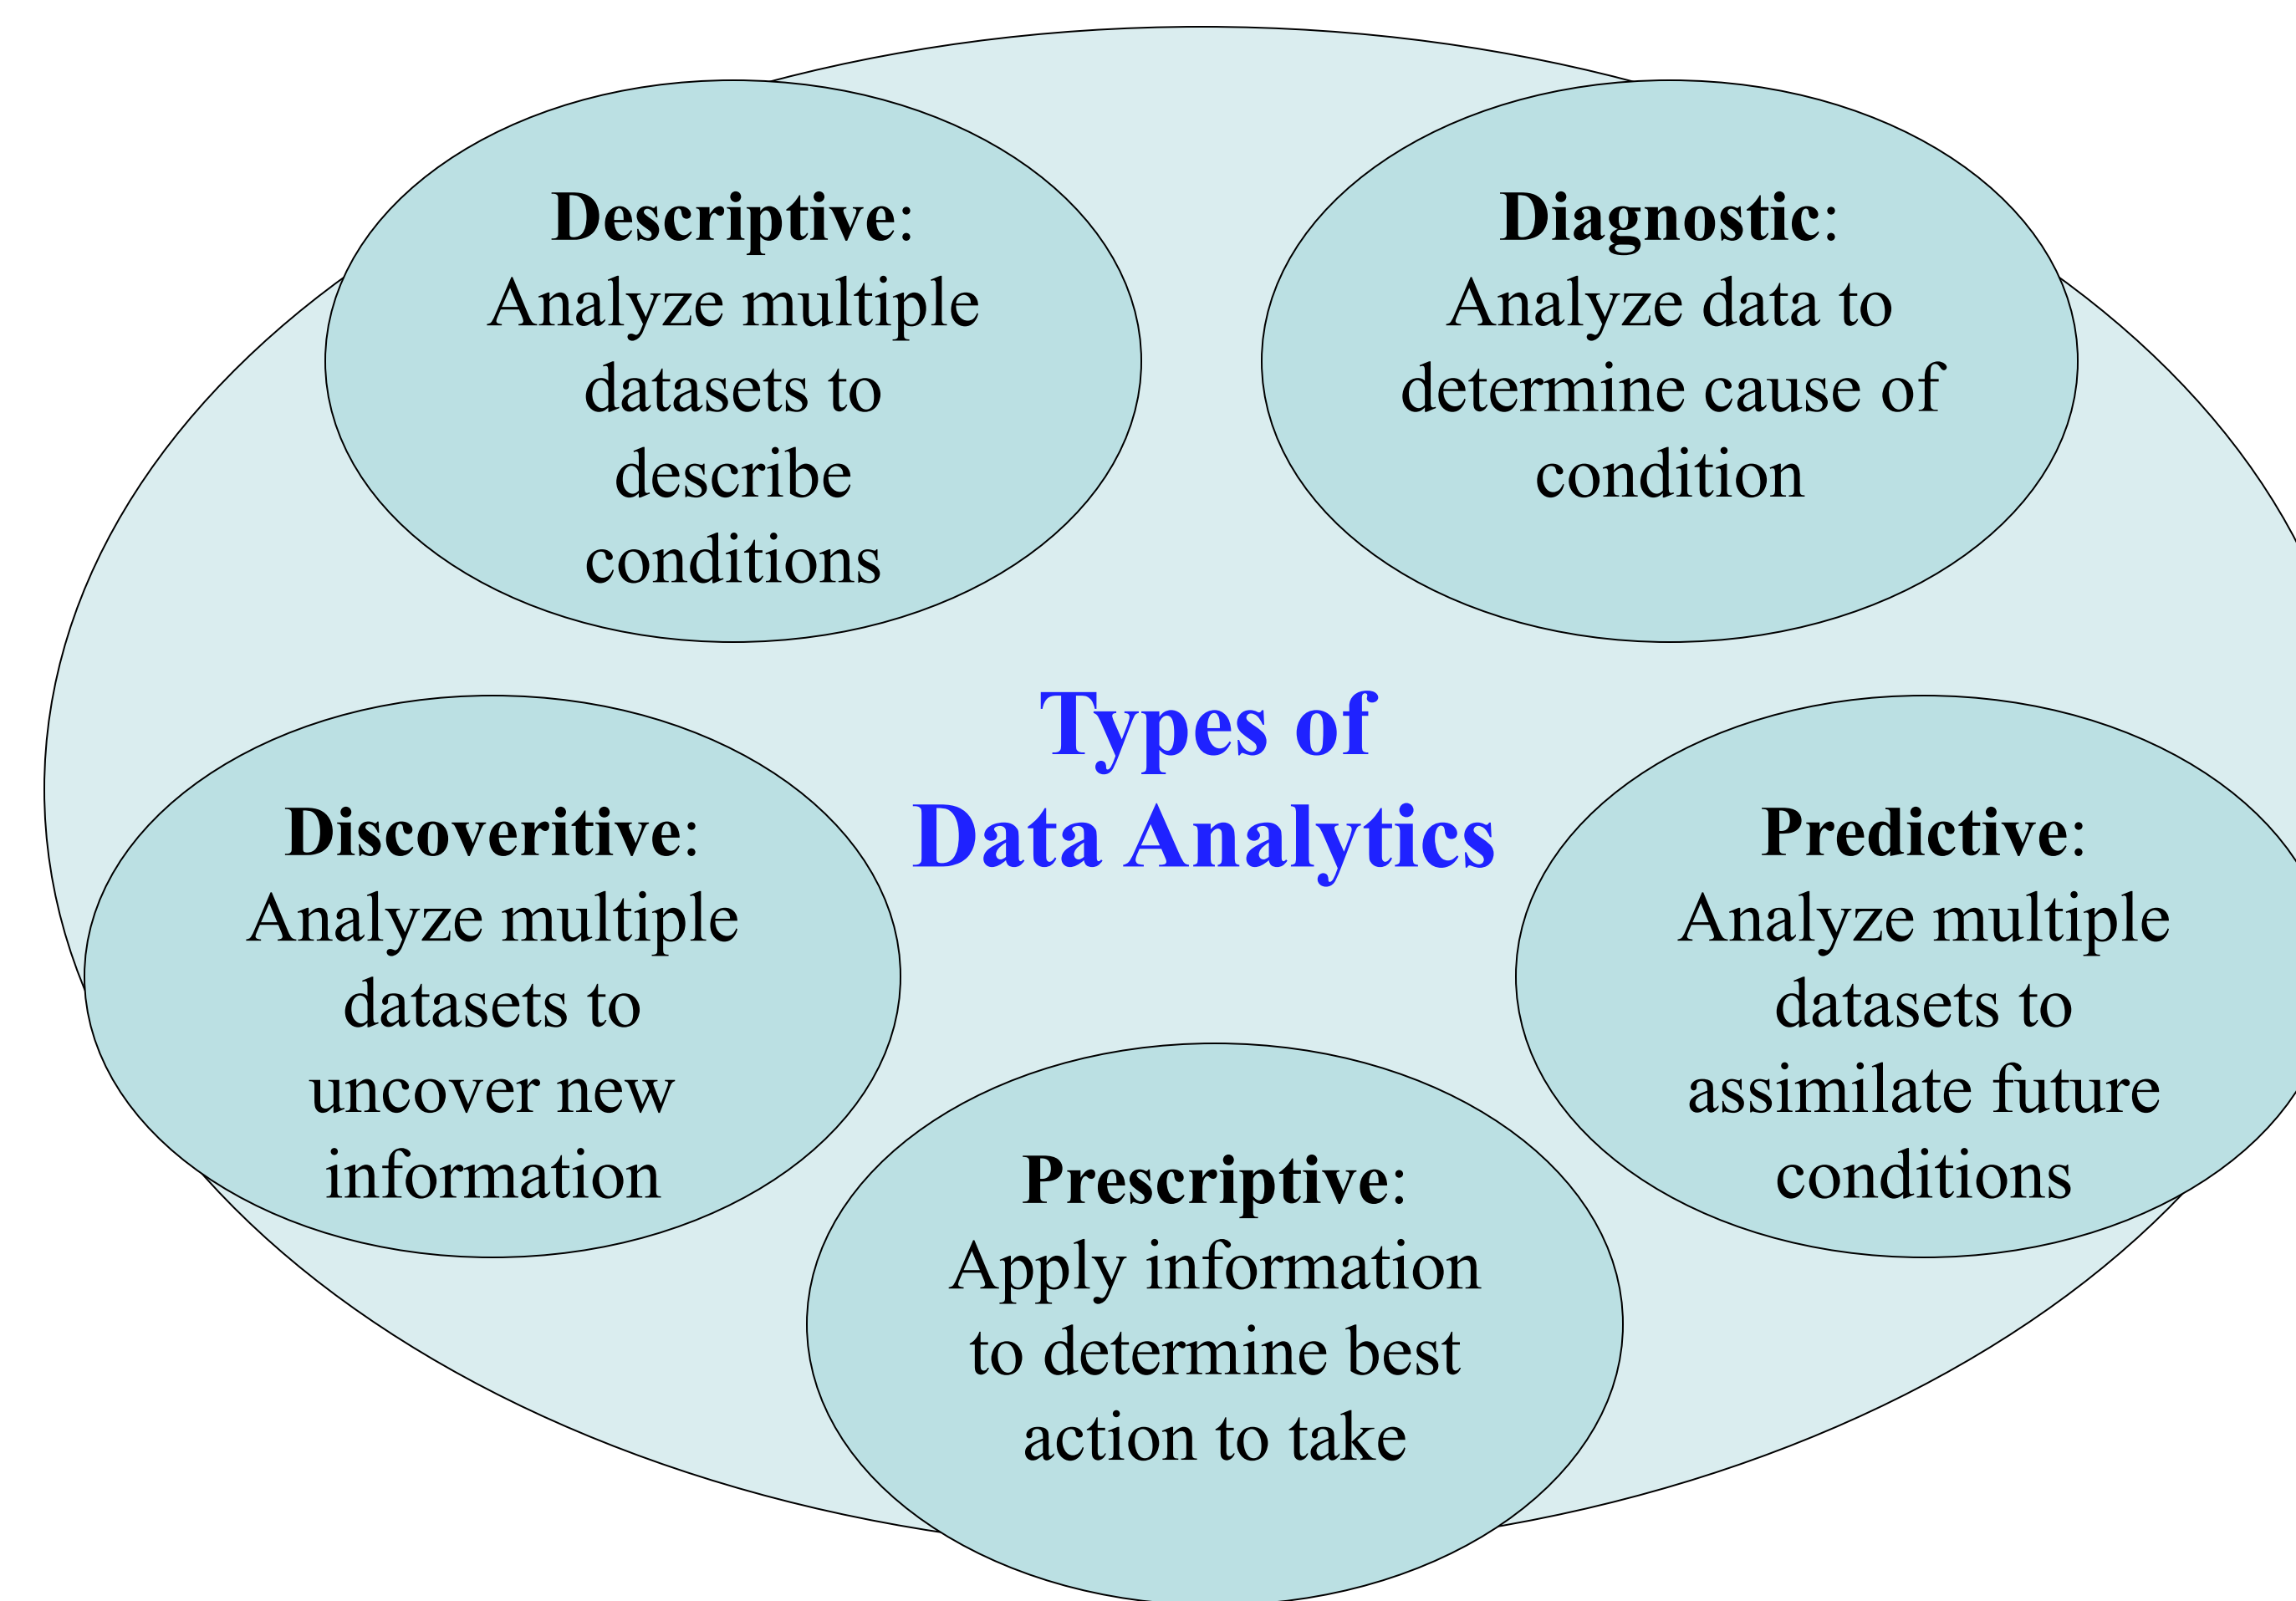 Descriptive:
Analyze multiple
datasets to
describe
conditions
Diagnostic:
Analyze data to
determine cause of
condition
Types of
Data Analytics
Discoveritive:
Analyze multiple
datasets to
uncover new
information
Predictive:
Analyze multiple
datasets to
assimilate future
conditions
Prescriptive:
Apply information
to determine best
action to take